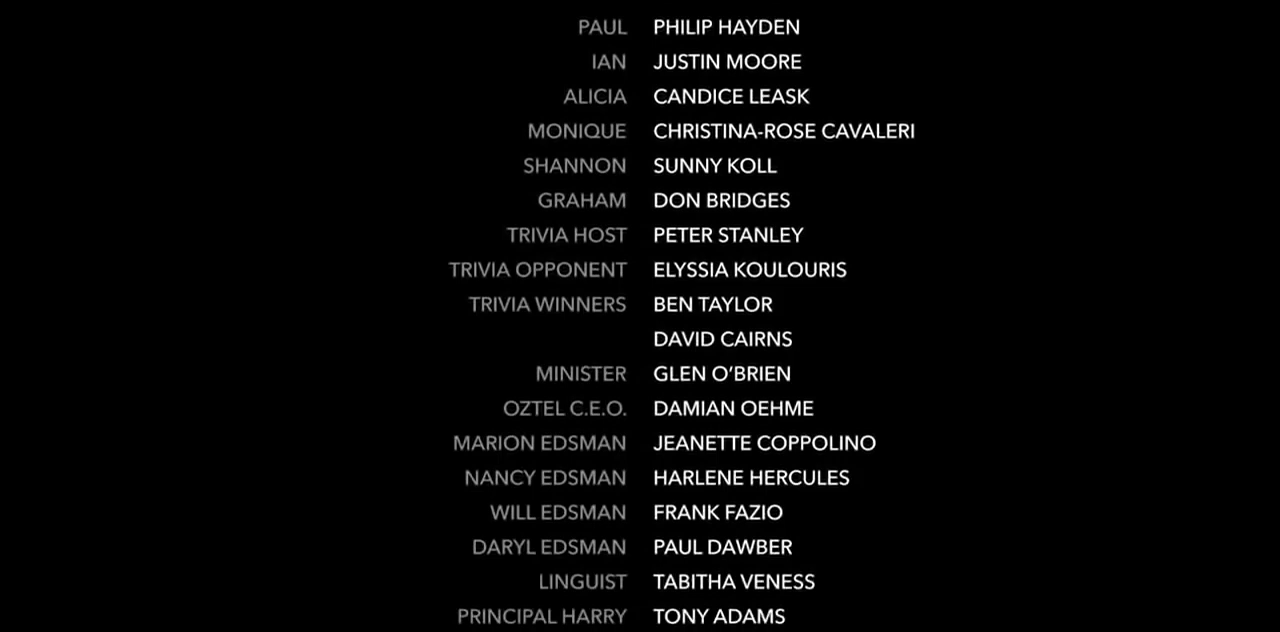 PAUL PHILIP HAYDEN
IAN JUSTIN MOORE
ALICIA CANDICE LEASK
MONIQUE CHRISTINA-ROSE CAVALERI
SHANNON SUNNY KOLL
GRAHAM DON BRIDGES
TRIVIA HOST PETER STANLEY
TRIVIA OPPONENT ELYSSIA KOULOURIS
TRIVIA WINNERS BEN TAYLOR
DAVID CAIRNS
MINISTER GLEN O’BRIEN
OZTEL C.E.O. DAMIAN OEHME
MARION EDSMAN JEANETTE COPPOLINO
NANCY EDSMAN HARLENE HERCULES
WILL EDSMAN FRANK FAZIO
DARYL EDSMAN PAUL DAWBER
LINGUIST TABITHA VENESS
PRINCIPAL HARRY TONY ADAMS